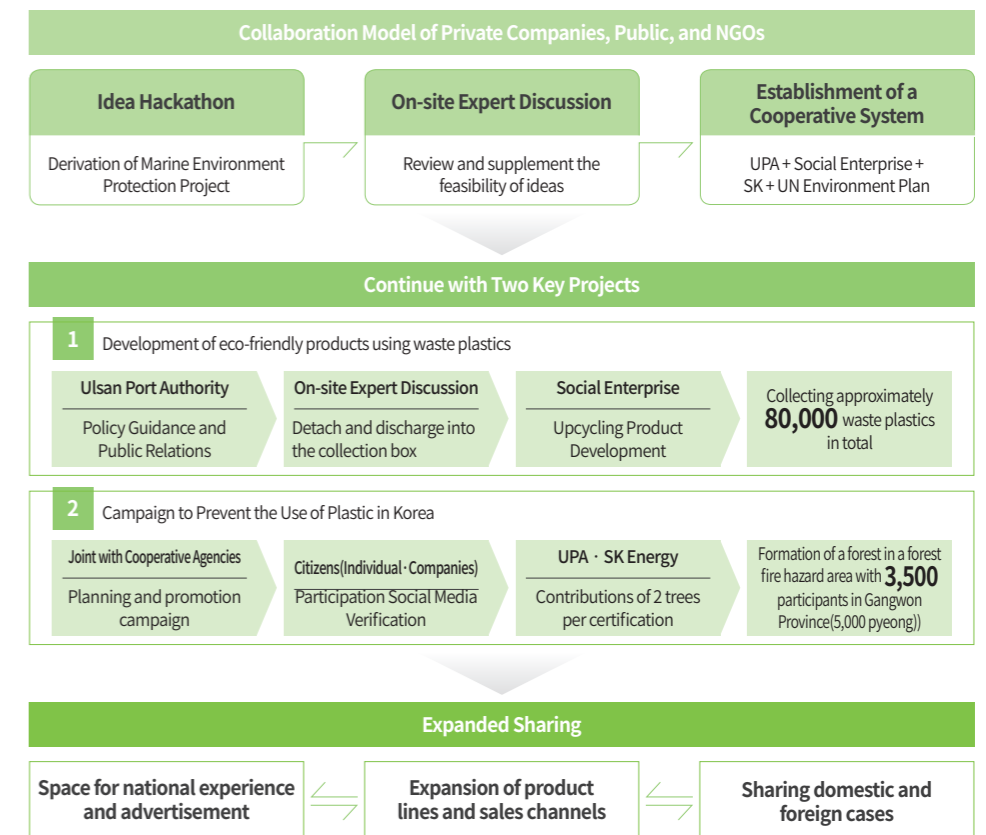 Collaboration Model of Private Companies, Public, and NGOs
Idea Hackathon
Derivation of Marine Environment
Protection Project
On-site Expert Discussion
Review and supplement the
feasibility of ideas
Establishment of a
Cooperative System
UPA + Social Enterprise +
SK + UN Environment Plan
Continue with Two Key Projects
1
Development of eco-friendly products using waste plastics
Ulsan Port Authority
Policy Guidance and
Public Relations
On-site Expert Discussion
Detach and discharge into
the collection box
Social Enterprise
Upcycling Product
Development
Collecting approximately
80,000 waste plastics
in total
2
Campaign to Prevent the Use of Plastic in Korea
Joint with Cooperative Agencies
Planning and promotion
campaign
Citizens(Individual·Companies)
Participation Social Media
Verification
UPA · SK Energy
Contributions of 2 trees
per certification
Formation of a forest in a forest
fire hazard area with 3,500
participants in Gangwon
Province(5,000 pyeong))
Expanded Sharing
Space for national experience
and advertisement
Expansion of product
lines and sales channels
Sharing domestic and
foreign cases